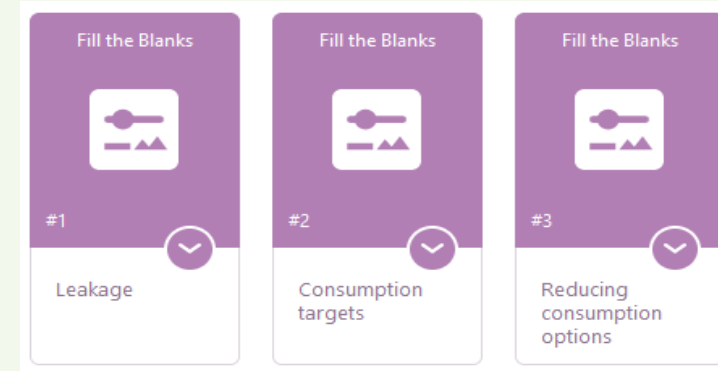 Fill the Blanks
#1
Leakage
Fill the Blanks
#2
Consumption
targets
Fill the Blanks
#3
Reducing
consumption
options